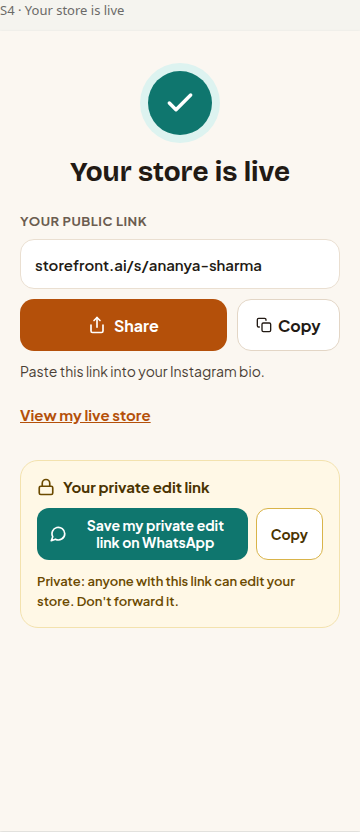 S4 · Your store is live
Your store is live
YOUR PUBLIC LINK
storefront.ai/s/ananya-sharma
Share
Copy
Paste this link into your Instagram bio.
View my live store
Your private edit link
Save my private edit
link on WhatsApp
Copy
Private: anyone with this link can edit your
store. Don't forward it.